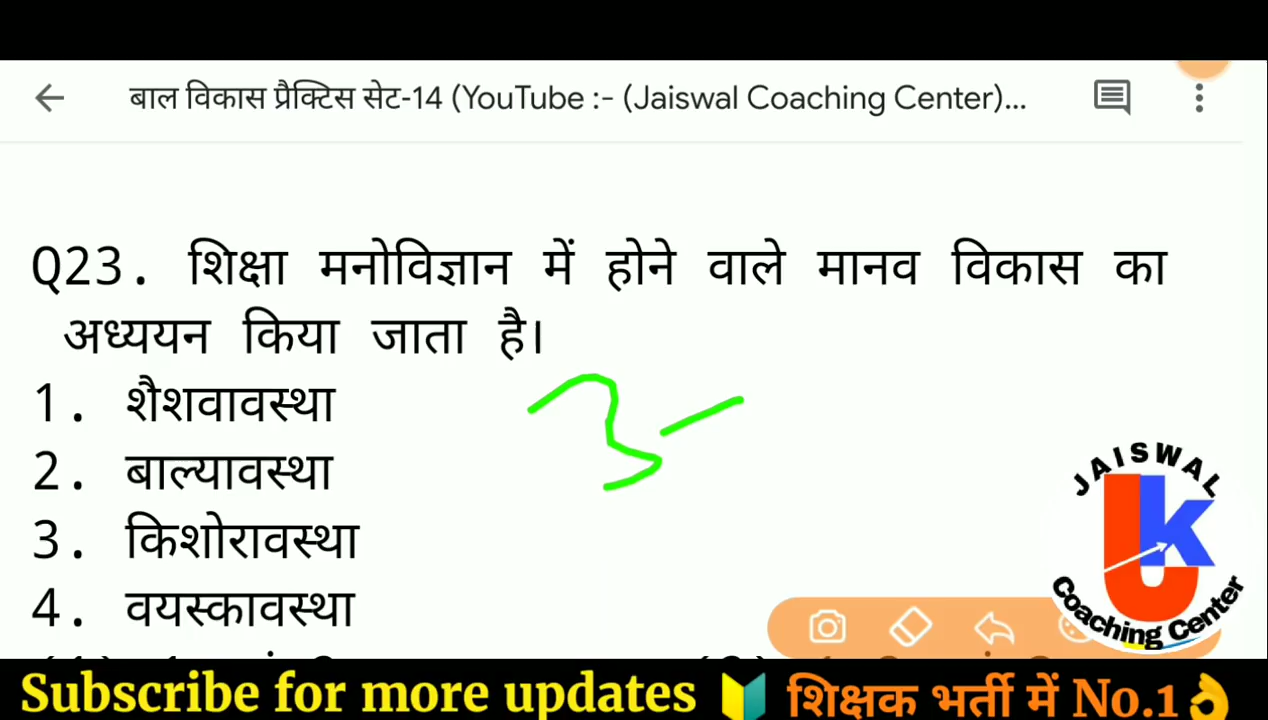 बाल विकास प्रैक्टिस सेट-14 (YouTube :- (Jaiswal Coaching Center)...
Q23. शिक्षा मनोविज्ञान में होने वाले मानव विकास का
अध्ययन किया जाता है।
1. शैशवावस्था
2. बाल्यावस्था
3. किशोरावस्था
4. वयस्कावस्था
JAISWAL
JK
Coaching Center
Subscribe for more updates 🔰 शिक्षक भर्ती में No.1👌